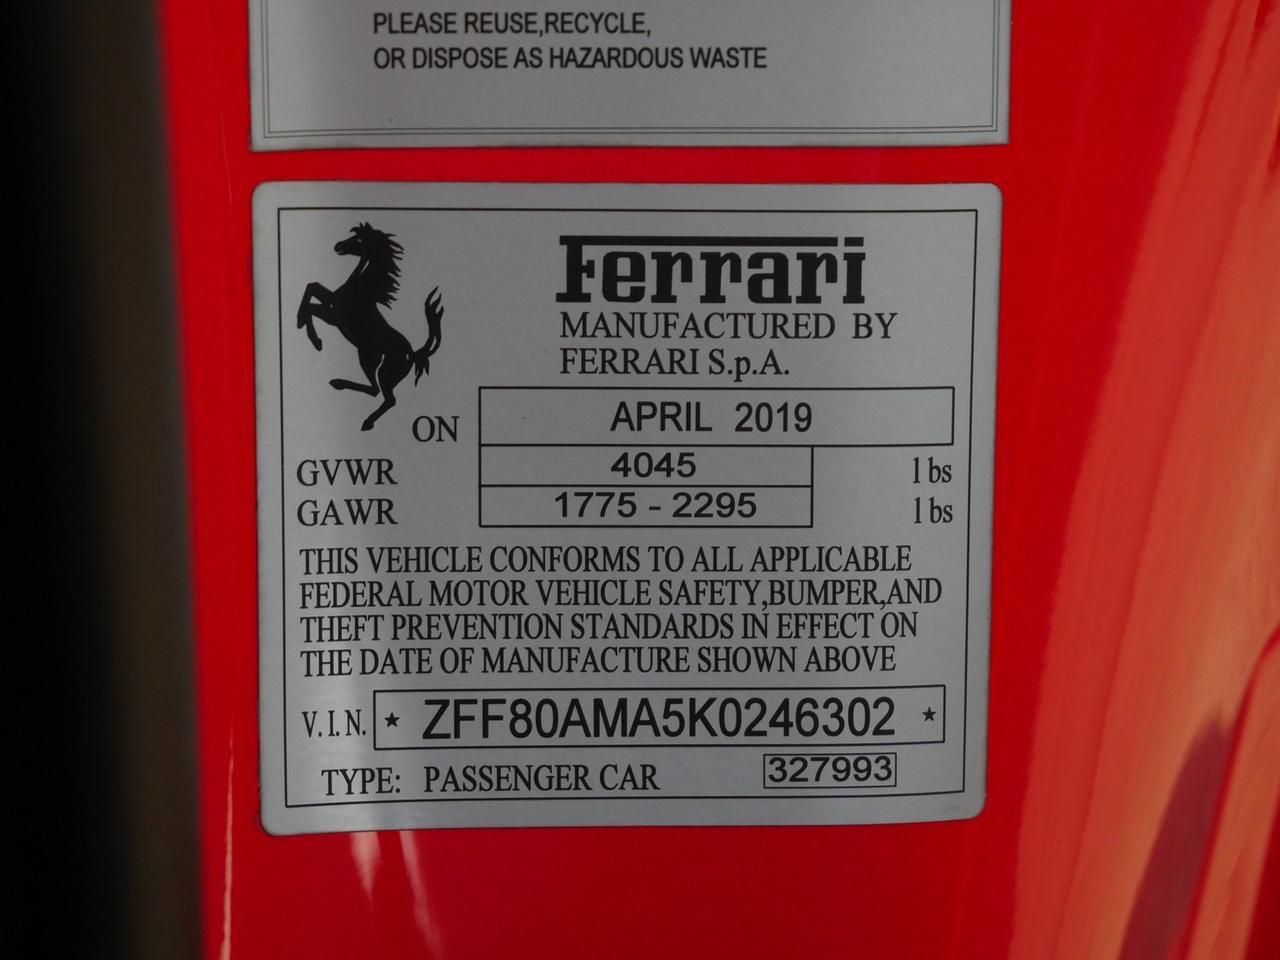 PLEASE REUSE,RECYCLE,
OR DISPOSE AS HAZARDOUS WASTE
Ferrari
MANUFACTURED BY
FERRARI S.p.A.
ON APRIL 2019
GVWR 4045 lbs
GAWR 1775 - 2295 lbs
THIS VEHICLE CONFORMS TO ALL APPLICABLE
FEDERAL MOTOR VEHICLE SAFETY,BUMPER,AND
THEFT PREVENTION STANDARDS IN EFFECT ON
THE DATE OF MANUFACTURE SHOWN ABOVE
V.I.N. * ZFF80AMA5K0246302 *
TYPE: PASSENGER CAR 327993